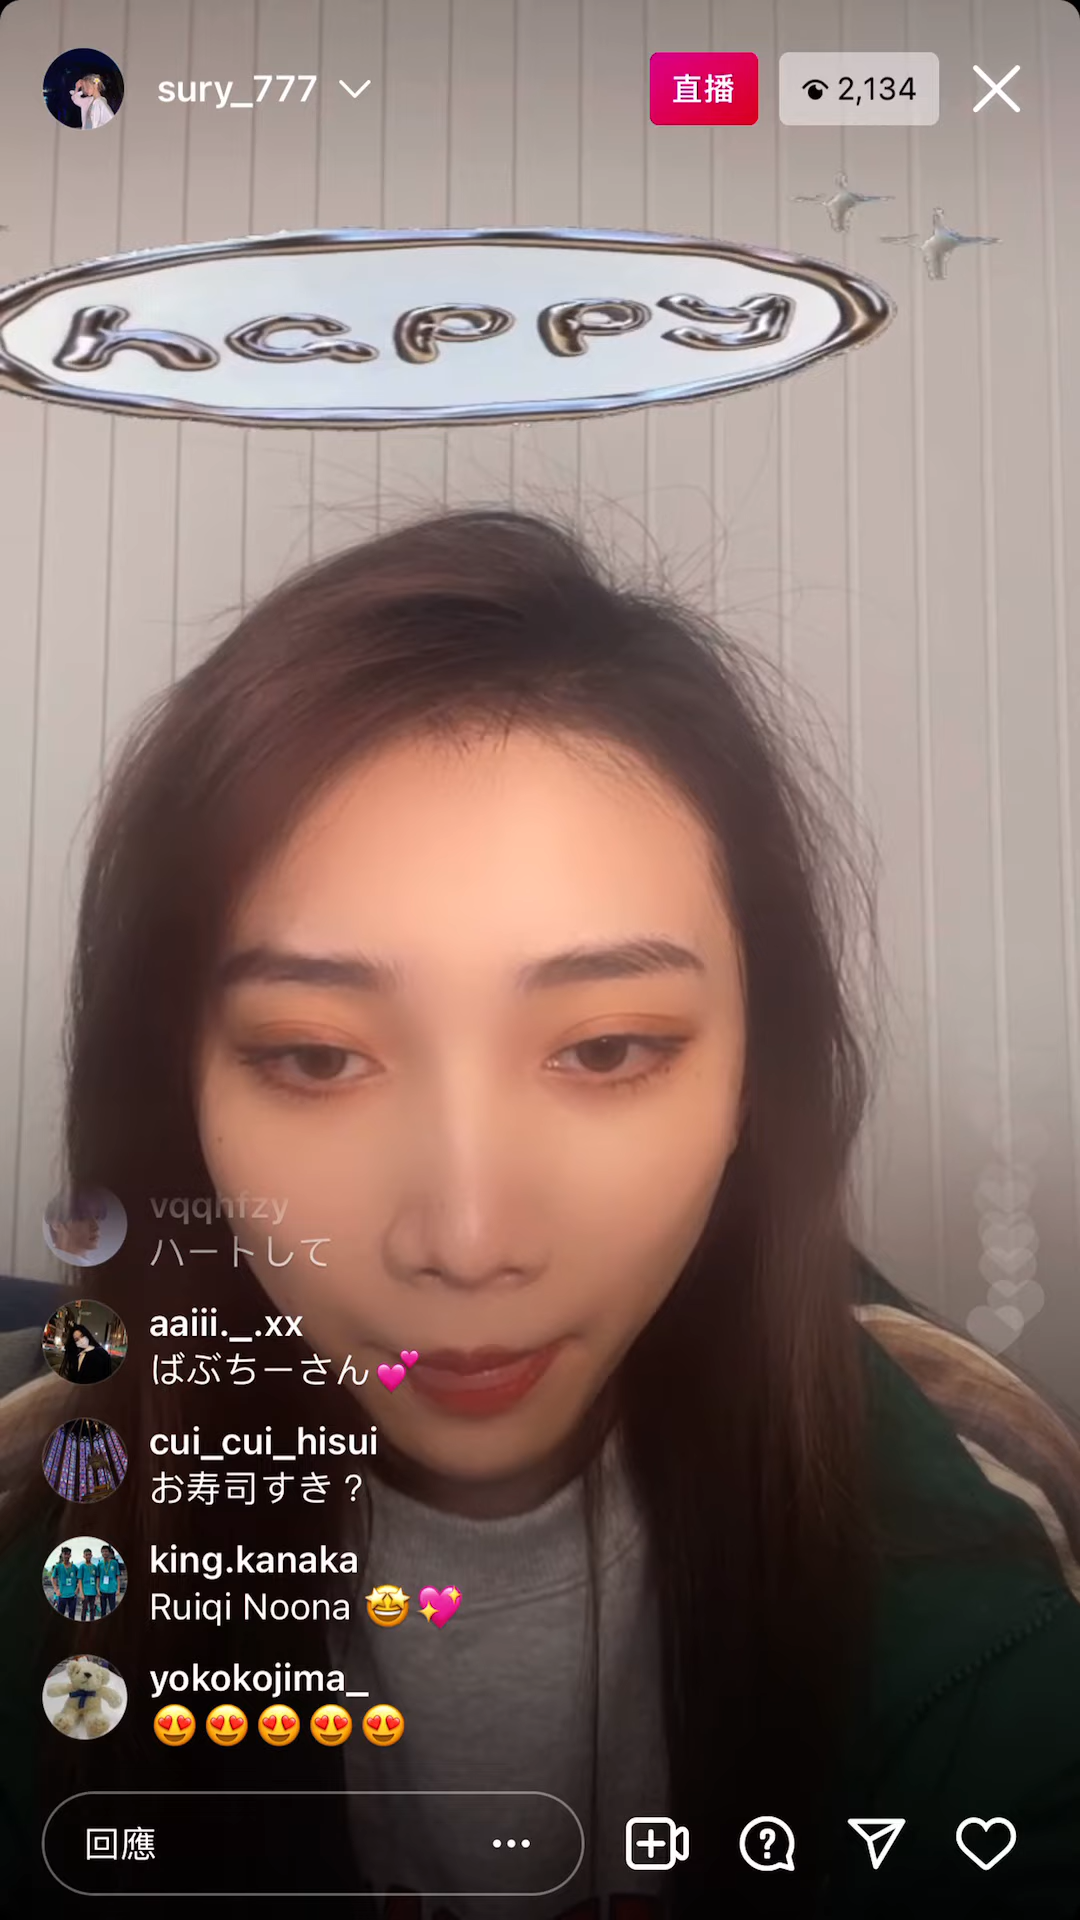 sury_777
直播
2,134
happy
vqqhfzy
ハートして
aaiii._.xx
ばぶちーさん💕
cui_cui_hisui
お寿司すき？
king.kanaka
Ruiqi Noona 🤩💖
yokokojima_
😍😍😍😍😍
回應